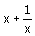 x + 1/x